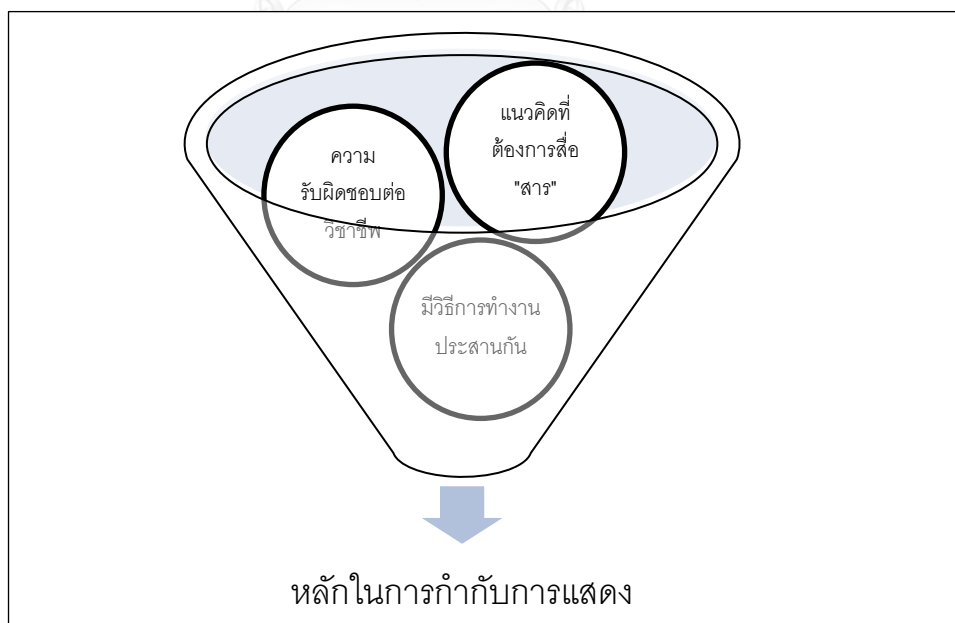 แนวคิดที่
ต้องการสื่อ
"สาร"
ความ
รับผิดชอบต่อ
วิชาชีพ
มีวิธีการทำงาน
ประสานกัน
หลักในการกำกับการแสดง